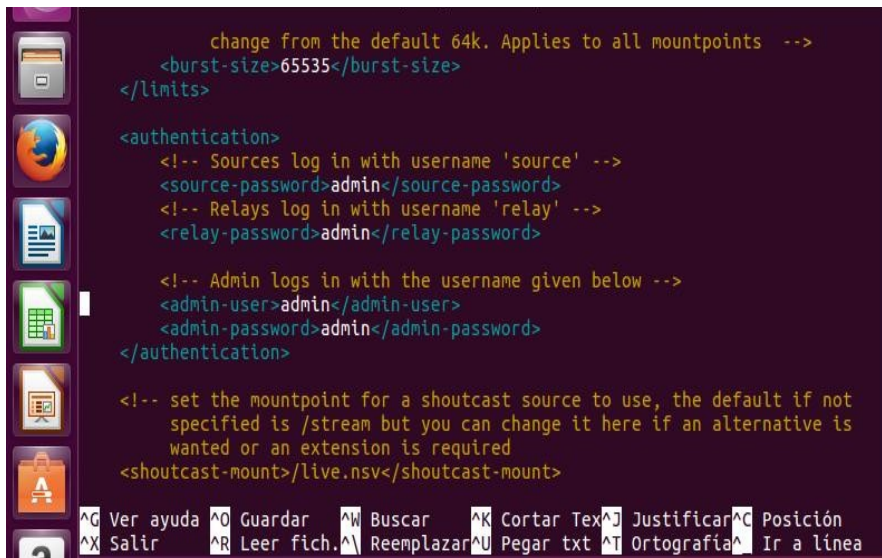 change from the default 64k. Applies to all mountpoints -->
<burst-size>65535</burst-size>
</limits>
<authentication>
<!-- Sources log in with username 'source' -->
<source-password>admin</source-password>
<!-- Relays log in with username 'relay' -->
<relay-password>admin</relay-password>
<!-- Admin logs in with the username given below -->
<admin-user>admin</admin-user>
<admin-password>admin</admin-password>
</authentication>
<!-- set the mountpoint for a shoutcast source to use, the default if not
specified is /stream but you can change it here if an alternative is
wanted or an extension is required
<shoutcast-mount>/live.nsv</shoutcast-mount>
^G Ver ayuda ^O Guardar ^W Buscar ^K Cortar Tex^J Justificar^C Posición
^X Salir ^R Leer fich.^\ Reemplazar^U Pegar txt ^T Ortografía^_ Ir a línea